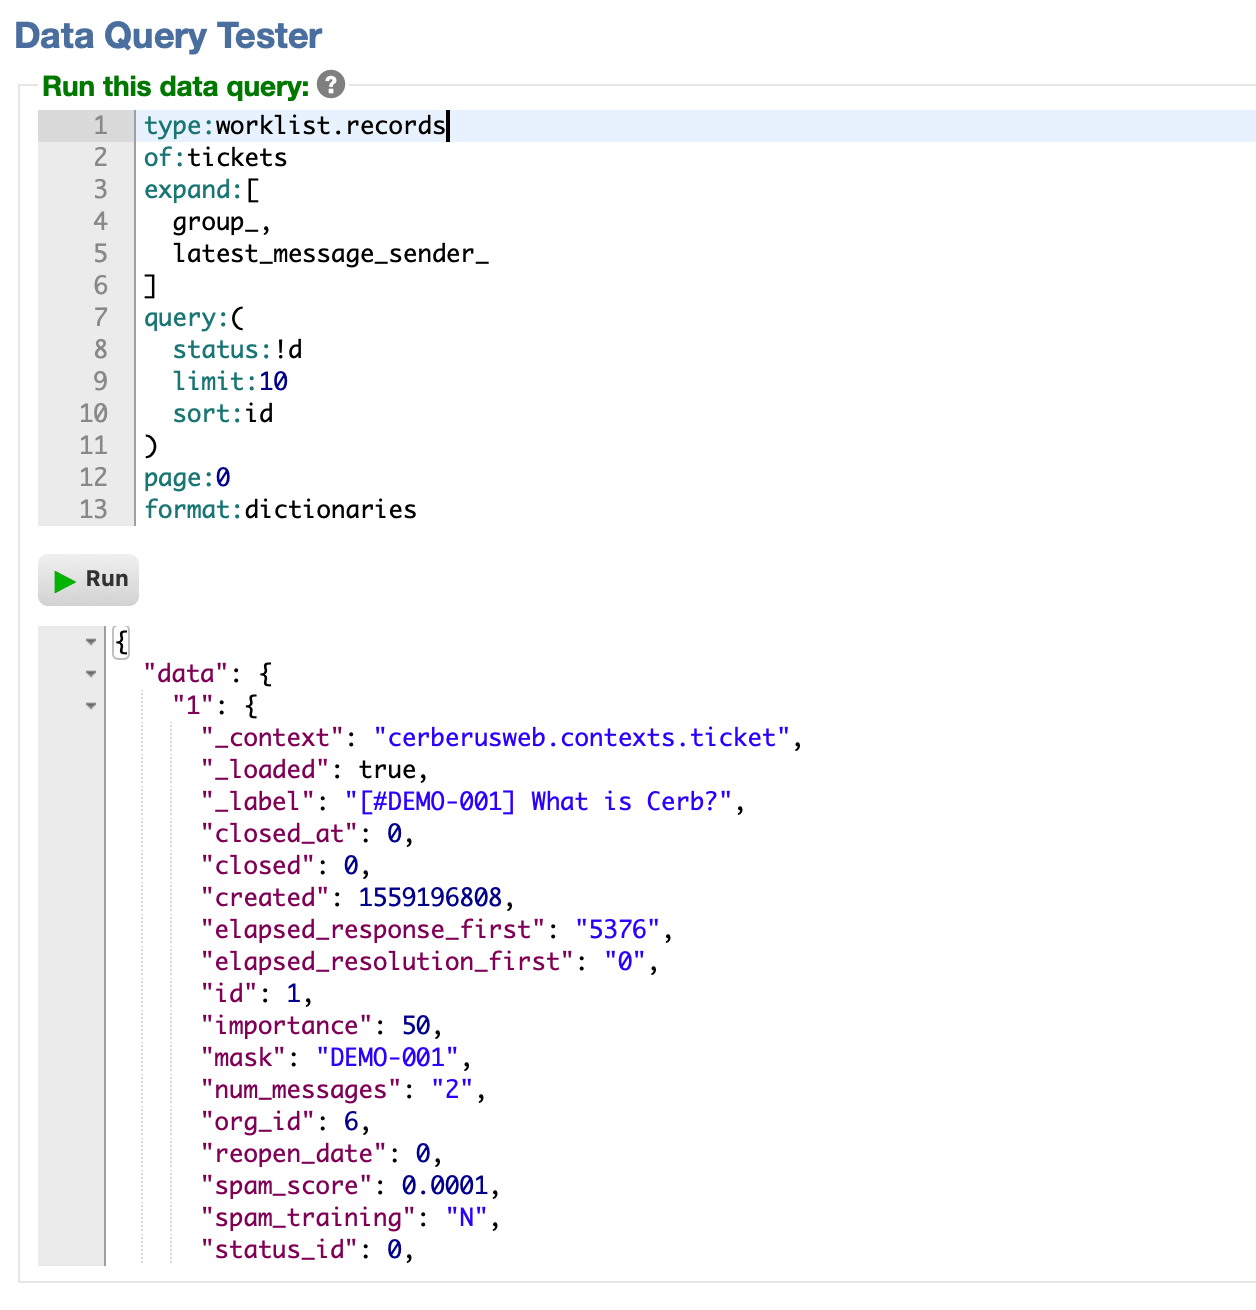 Data Query Tester
Run this data query: ?
1 type:worklist.records
2 of:tickets
3 expand:[
4   group_,
5   latest_message_sender_
6 ]
7 query:(
8   status:!d
9   limit:10
10   sort:id
11 )
12 page:0
13 format:dictionaries
Run
{
  "data": {
    "1": {
      "_context": "cerberusweb.contexts.ticket",
      "_loaded": true,
      "_label": "[#DEMO-001] What is Cerb?",
      "closed_at": 0,
      "closed": 0,
      "created": 1559196808,
      "elapsed_response_first": "5376",
      "elapsed_resolution_first": "0",
      "id": 1,
      "importance": 50,
      "mask": "DEMO-001",
      "num_messages": "2",
      "org_id": 6,
      "reopen_date": 0,
      "spam_score": 0.0001,
      "spam_training": "N",
      "status_id": 0,